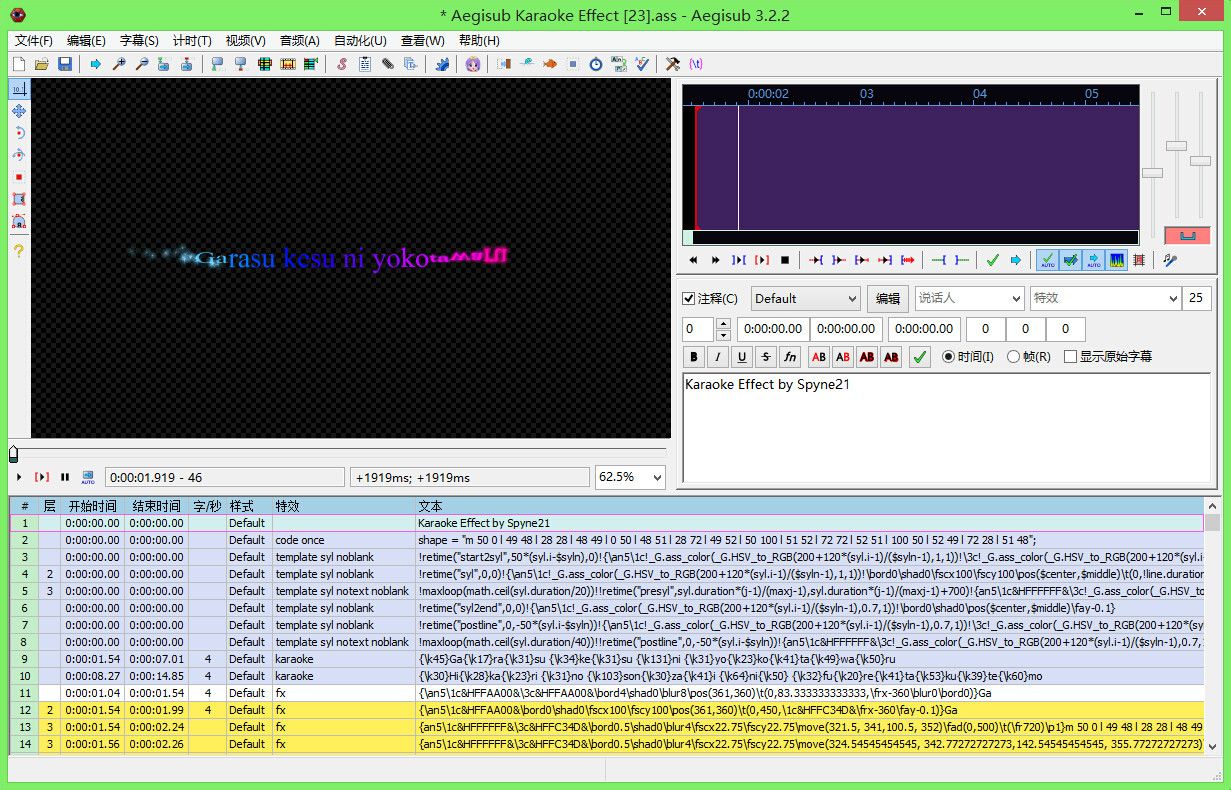 * Aegisub Karaoke Effect [23].ass - Aegisub 3.2.2
文件(F) 编辑(E) 字幕(S) 计时(T) 视频(V) 音频(A) 自动化(U) 查看(W) 帮助(H)
0:00:02 03 04 05
Garasu kesu ni yokotawaru
注释(C) Default 编辑 说话人 特效 25
0 0:00:00.00 0:00:00.00 0:00:00.00 0 0 0
B I U S fn AB AB AB AB 时间(I) 帧(R) 显示原始字幕
Karaoke Effect by Spyne21
0:00:01.919 - 46 +1919ms; +1919ms 62.5%
# 层 开始时间 结束时间 字/秒 样式 特效 文本
1 0:00:00.00 0:00:00.00 Default Karaoke Effect by Spyne21
2 0:00:00.00 0:00:00.00 Default code once shape = "m 50 0 l 49 48 l 28 28 l 48 49 l 0 50 l 48 51 l 28 72 l 49 52 l 50 100 l 51 52 l 72 72 l 52 51 l 100 50 l 52 49 l 72 28 l 51 48";
3 0:00:00.00 0:00:00.00 Default template syl noblank !retime("start2syl",50*(syl.i-$syln),0)!{\an5\1c!_G.ass_color(_G.HSV_to_RGB(200+120*(syl.i-1)/($syln-1),1,1))!\3c!_G.ass_color(_G.HSV_to_RGB(200+120*(syl.i-
4 2 0:00:00.00 0:00:00.00 Default template syl noblank !retime("syl",0,0)!{\an5\1c!_G.ass_color(_G.HSV_to_RGB(200+120*(syl.i-1)/($syln-1),1,1))!\bord0\shad0\fscx100\fscy100\pos($center,$middle)\t(0,!line.duration
5 3 0:00:00.00 0:00:00.00 Default template syl notext noblank !maxloop(math.ceil(syl.duration/20))!!retime("presyl",syl.duration*(j-1)/(maxj-1),syl.duration*(j-1)/(maxj-1)+700)!{an5\1c&HFFFFFF&\3c!_G.ass_color(_G.HSV_to
6 0:00:00.00 0:00:00.00 Default template syl noblank !retime("syl2end",0,0)!{\an5\1c!_G.ass_color(_G.HSV_to_RGB(200+120*(syl.i-1)/($syln-1),0.7,1))!\bord0\shad0\pos($center,$middle)\fay-0.1}
7 0:00:00.00 0:00:00.00 Default template syl noblank !retime("postline",0,-50*(syl.i-$syln))!{\an5\1c!_G.ass_color(_G.HSV_to_RGB(200+120*(syl.i-1)/($syln-1),0.7,1))!\3c!_G.ass_color(_G.HSV_to_RGB(200+120*(syl.i-
8 0:00:00.00 0:00:00.00 Default template syl notext noblank !maxloop(math.ceil(syl.duration/40))!!retime("postline",0,-50*(syl.i-$syln))!{an5\1c&HFFFFFF&\3c!_G.ass_color(_G.HSV_to_RGB(200+120*(syl.i-1)/($syln-1),0.7,
9 0:00:01.54 0:00:07.01 4 Default karaoke {\k45}Ga{\k17}ra{\k31}su {\k34}ke{\k31}su {\k131}ni {\k31}yo{\k23}ko{\k41}ta{\k49}wa{\k50}ru
10 0:00:08.27 0:00:14.85 4 Default karaoke {\k30}Hi{\k28}ka{\k23}ri {\k31}no {\k103}son{\k30}za{\k41}i {\k64}ni{\k50} {\k32}fu{\k20}re{\k41}ta{\k53}ku{\k39}te{\k60}mo
11 0:00:01.04 0:00:01.54 4 Default fx {\an5\1c&HFFAA00&\3c&HFFAA00&\bord4\shad0\blur8\pos(361,360)\t(0,83.333333333333,\frx-360\blur0\bord0)}Ga
12 2 0:00:01.54 0:00:01.99 4 Default fx {\an5\1c&HFFAA00&\bord0\shad0\fscx100\fscy100\pos(361,360)\t(0,450,\1c&HFFC34D&\frx-360\fay-0.1)}Ga
13 3 0:00:01.54 0:00:02.24 Default fx {an5\1c&HFFFFFF&\3c&HFFC34D&\bord0.5\shad0\blur4\fscx22.75\fscy22.75\move(321.5, 341,100.5, 352)\fad(0,500)\t(\fr720)\p1}m 50 0 l 49 48 l 28 28 l 48 49
14 3 0:00:01.56 0:00:02.26 Default fx {an5\1c&HFFFFFF&\3c&HFFC34D&\bord0.5\shad0\blur4\fscx22.75\fscy22.75\move(324.54545454545, 342.77272727273,142.54545454545, 355.77272727273)